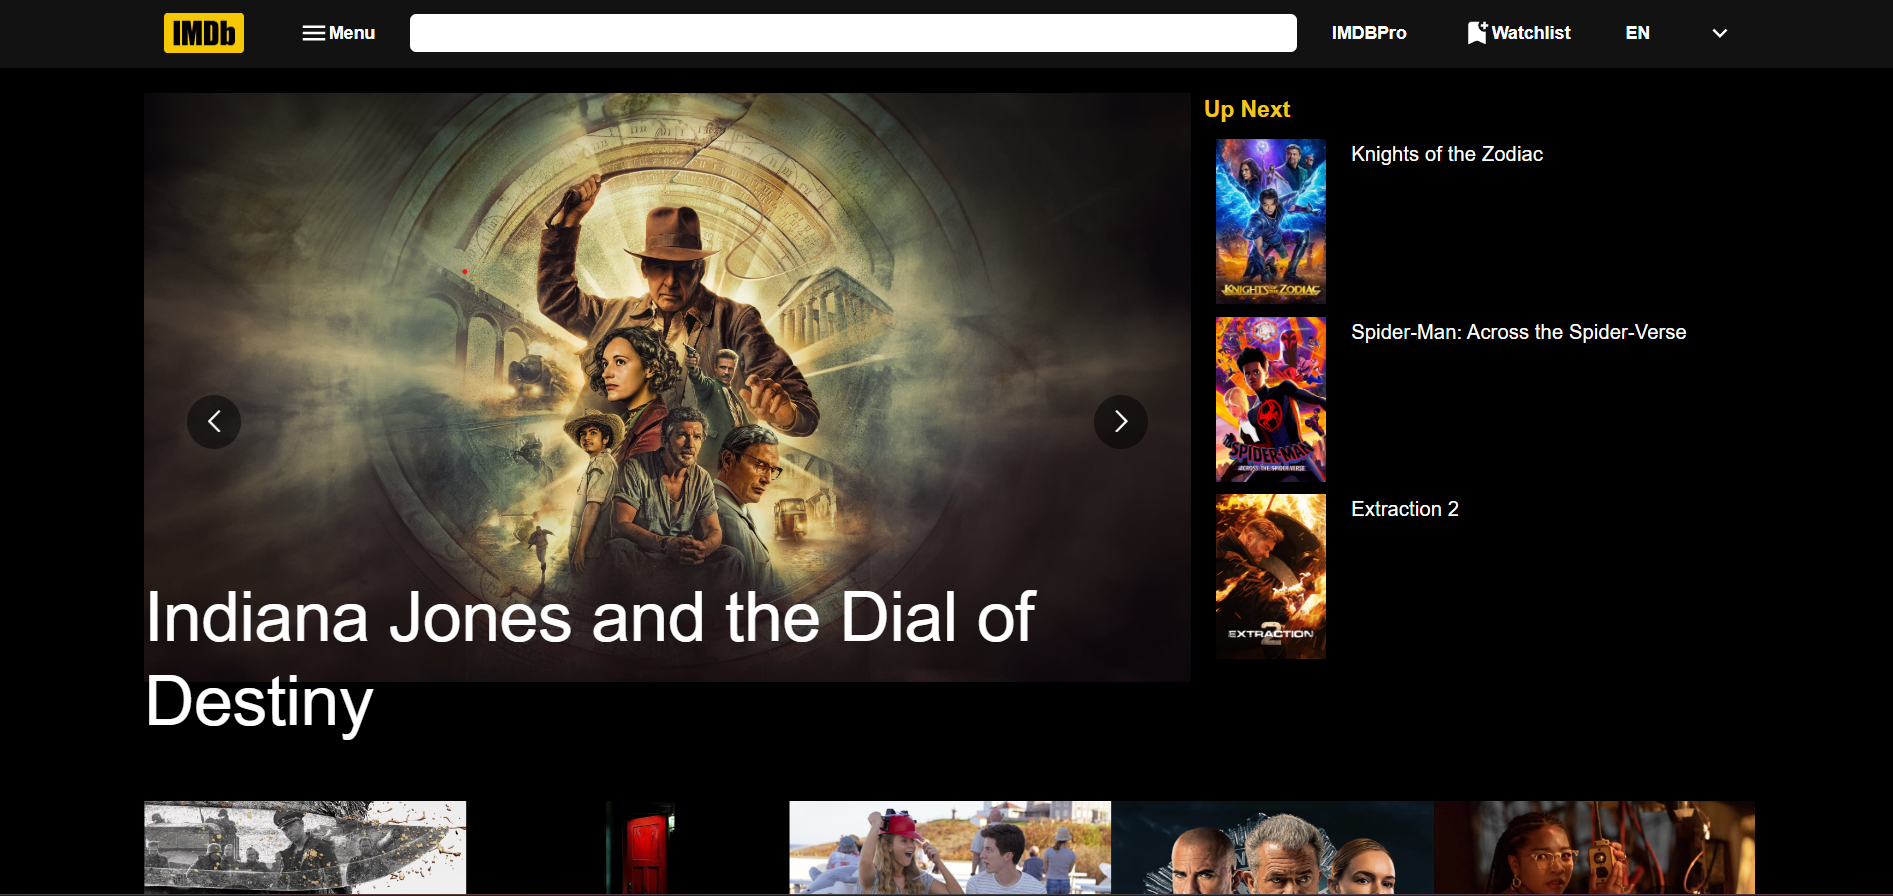 IMDb
Menu
IMDBPro
Watchlist
EN
Up Next
Knights of the Zodiac
KNIGHTS OF THE ZODIAC
Spider-Man: Across the Spider-Verse
SPIDER-MAN
ACROSS THE SPIDER-VERSE
Extraction 2
EXTRACTION
2
Indiana Jones and the Dial of
Destiny